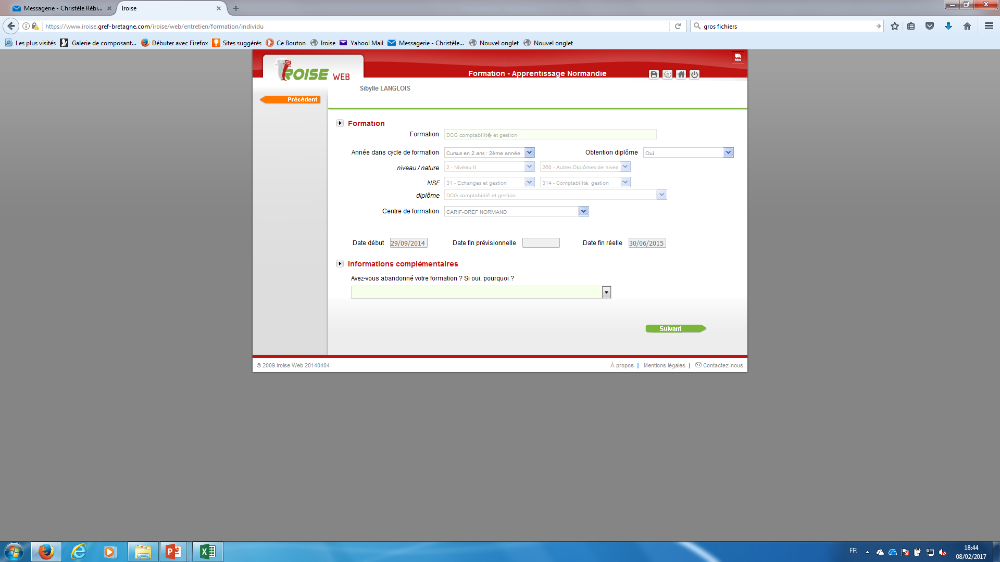 Messagerie - Christèle Rébi...
Iroise
https://www.iroise.gref-bretagne.com/iroise/web/entretien/formation/individu
gros fichiers
Les plus visités
Galerie de composant...
Débuter avec Firefox
Sites suggérés
Ce Bouton
Iroise
Yahoo! Mail
Messagerie - Christèle...
Nouvel onglet
Nouvel onglet
IROISE WEB
Formation - Apprentissage Normandie
Sibylle LANGLOIS
Précédent
Formation
Formation DCG comptabilit� et gestion
Année dans cycle de formation Cursus en 2 ans : 2ème année Obtention diplôme Oui
niveau / nature 2 - Niveau II 260 - Autres Diplômes de nivea
NSF 31 - Echanges et gestion 314 - Comptabilité, gestion
diplôme DCG comptabilité et gestion
Centre de formation CARIF-OREF NORMAND
Date début 29/09/2014 Date fin prévisionnelle Date fin réelle 30/06/2015
Informations complémentaires
Avez-vous abandonné votre formation ? Si oui, pourquoi ?
Suivant
© 2009 Iroise Web 20140404
À propos | Mentions légales | Contactez-nous
FR
18:44
08/02/2017